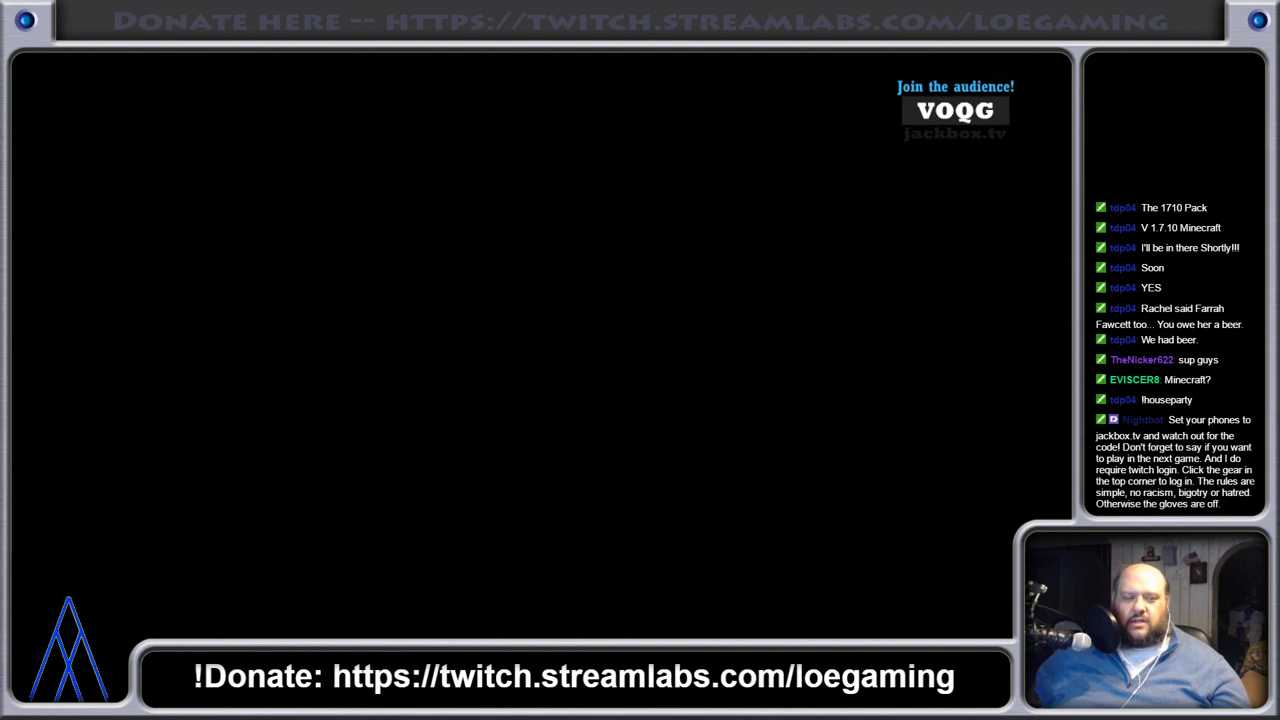 Donate here -- https://twitch.streamlabs.com/loegaming
Join the audience!
VOQG
jackbox.tv
tdp04: The 1710 Pack
tdp04: V 1.7.10 Minecraft
tdp04: I'll be in there Shortly!!!
tdp04: Soon
tdp04: YES
tdp04: Rachel said Farrah
Fawcett too... You owe her a beer.
tdp04: We had beer.
TheNicker622: sup guys
EVISCER8: Minecraft?
tdp04: !houseparty
Nightbot: Set your phones to
jackbox.tv and watch out for the
code! Don't forget to say if you want
to play in the next game. And I do
require twitch login. Click the gear in
the top corner to log in. The rules are
simple, no racism, bigotry or hatred.
Otherwise the gloves are off.
!Donate: https://twitch.streamlabs.com/loegaming